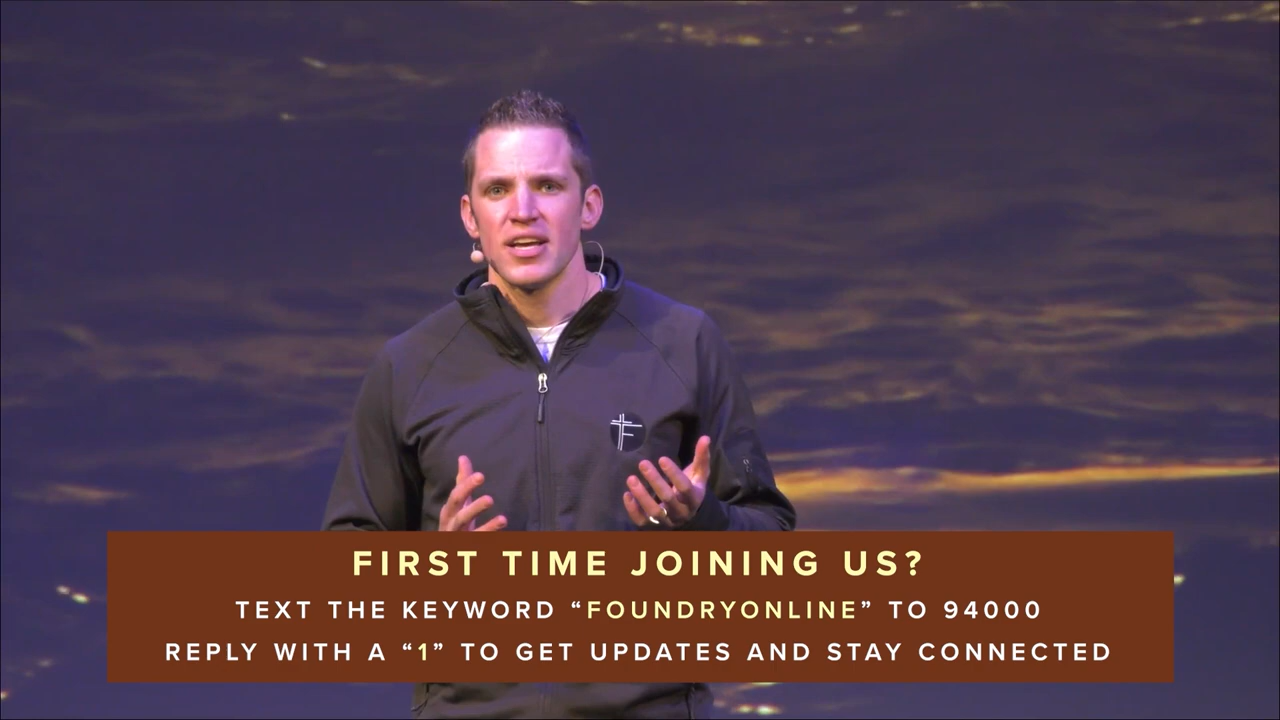 FIRST TIME JOINING US?
TEXT THE KEYWORD “FOUNDRYONLINE” TO 94000
REPLY WITH A “1” TO GET UPDATES AND STAY CONNECTED